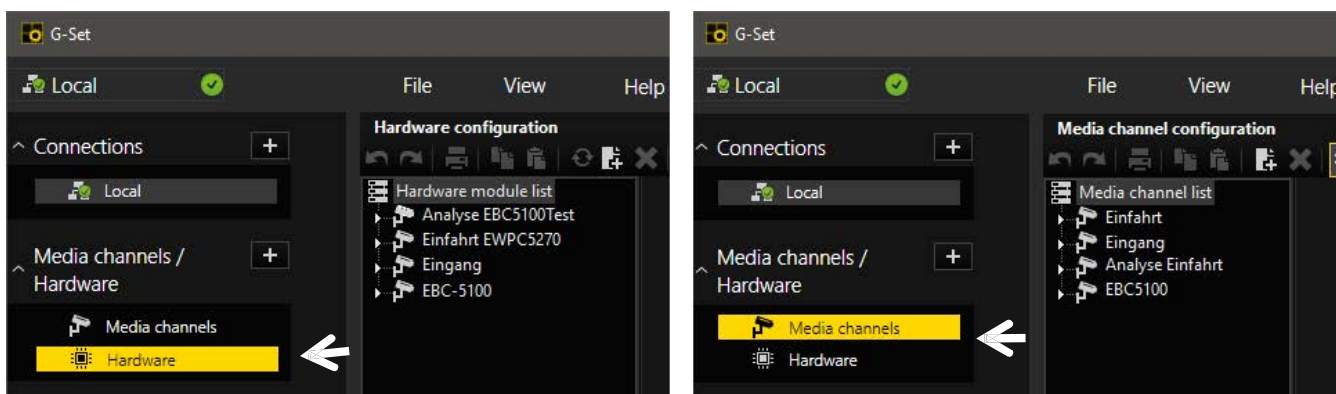 G-Set
Local
File View Help
Connections
Local
Media channels /
Hardware
Media channels
Hardware
Hardware configuration
Hardware module list
Analyse EBC5100Test
Einfahrt EWPC5270
Eingang
EBC-5100
G-Set
Local
File View Help
Connections
Local
Media channels /
Hardware
Media channels
Hardware
Media channel configuration
Media channel list
Einfahrt
Eingang
Analyse Einfahrt
EBC5100